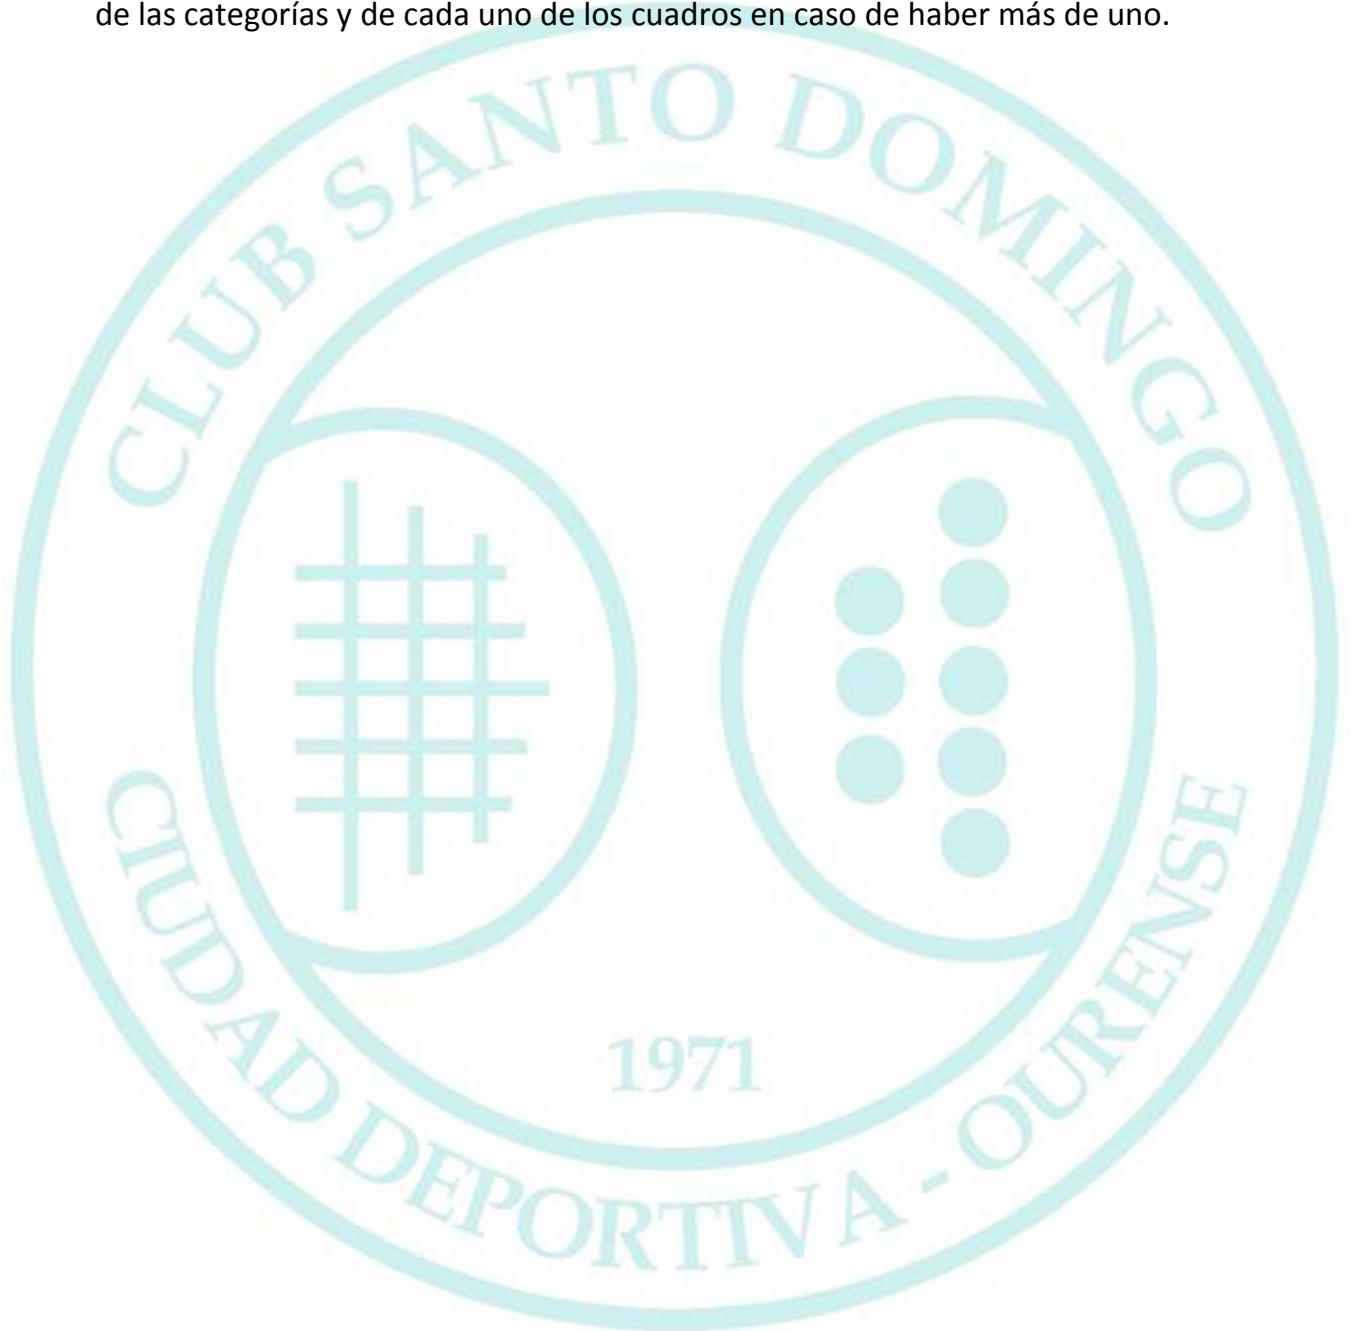 de las categorías y de cada uno de los cuadros en caso de haber más de uno.
CLUB SANTO DOMINGO
1971
CIUDAD DEPORTIVA - OURENSE